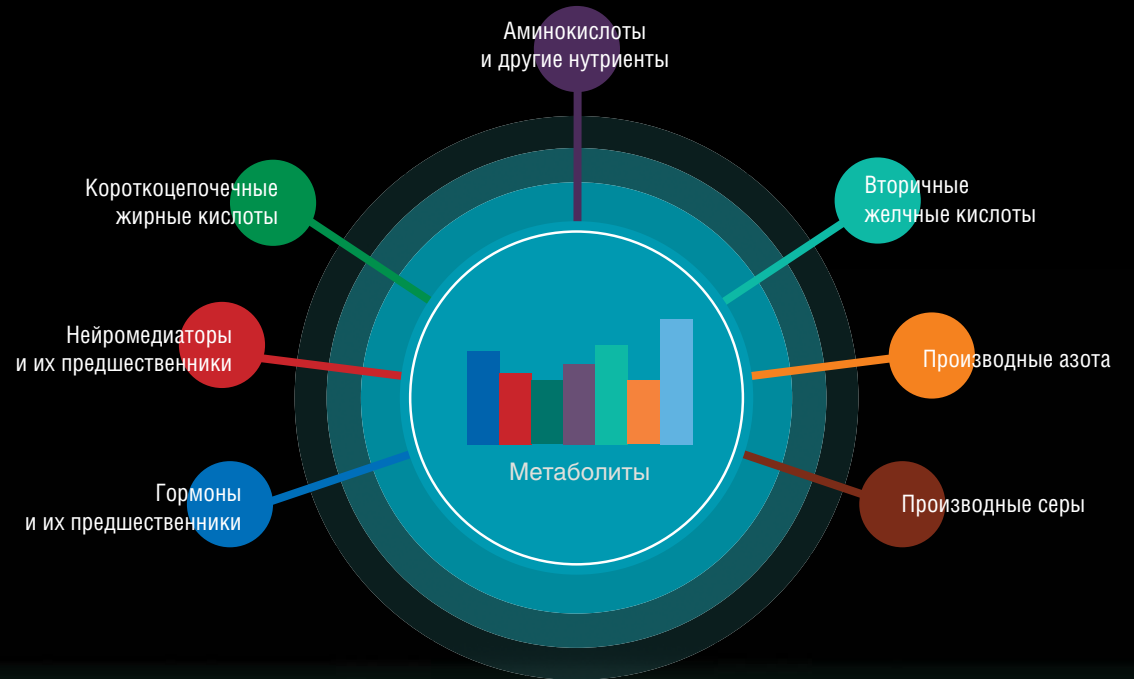 Аминокислоты
и другие нутриенты
Короткоцепочечные
жирные кислоты
Вторичные
желчные кислоты
Нейромедиаторы
и их предшественники
Производные азота
Метаболиты
Гормоны
и их предшественники
Производные серы